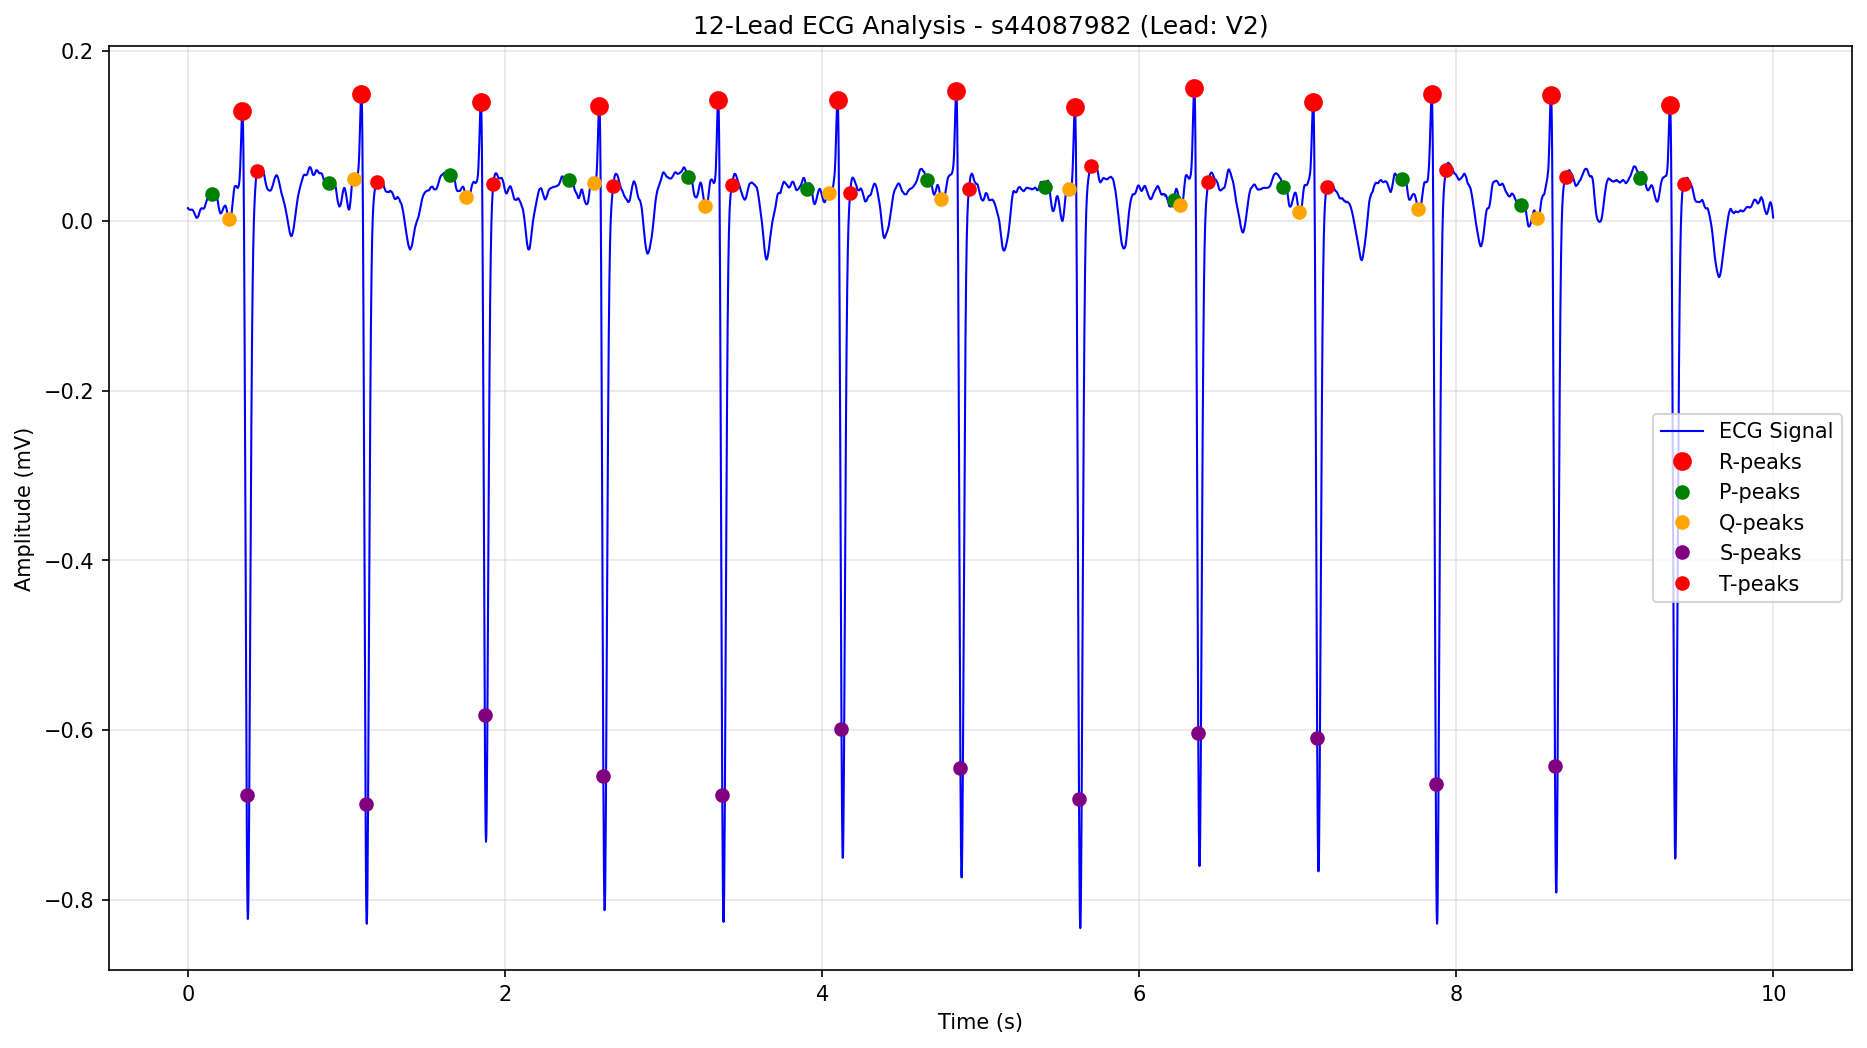 12-Lead ECG Analysis - s44087982 (Lead: V2)
0.2
0.0
−0.2
−0.4
−0.6
−0.8
Amplitude (mV)
ECG Signal
R-peaks
P-peaks
Q-peaks
S-peaks
T-peaks
0 2 4 6 8 10
Time (s)